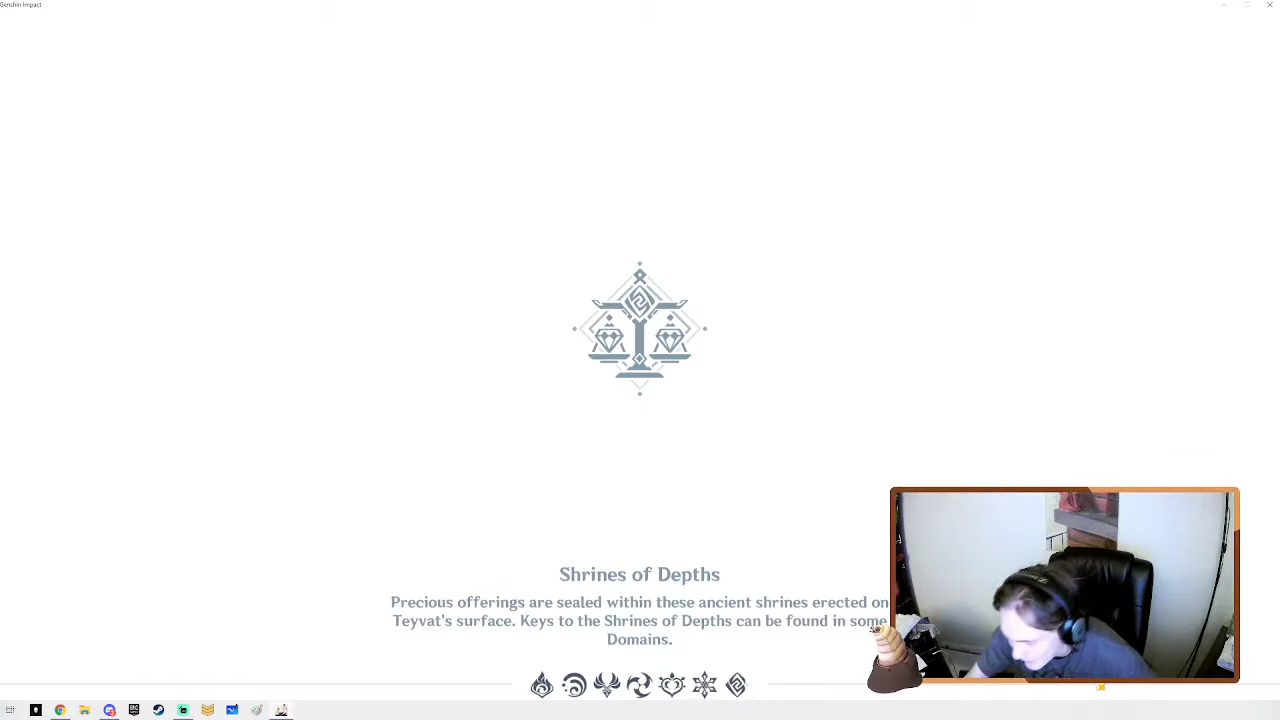 Genshin Impact
Shrines of Depths
Precious offerings are sealed within these ancient shrines erected on
Teyvat's surface. Keys to the Shrines of Depths can be found in some
Domains.